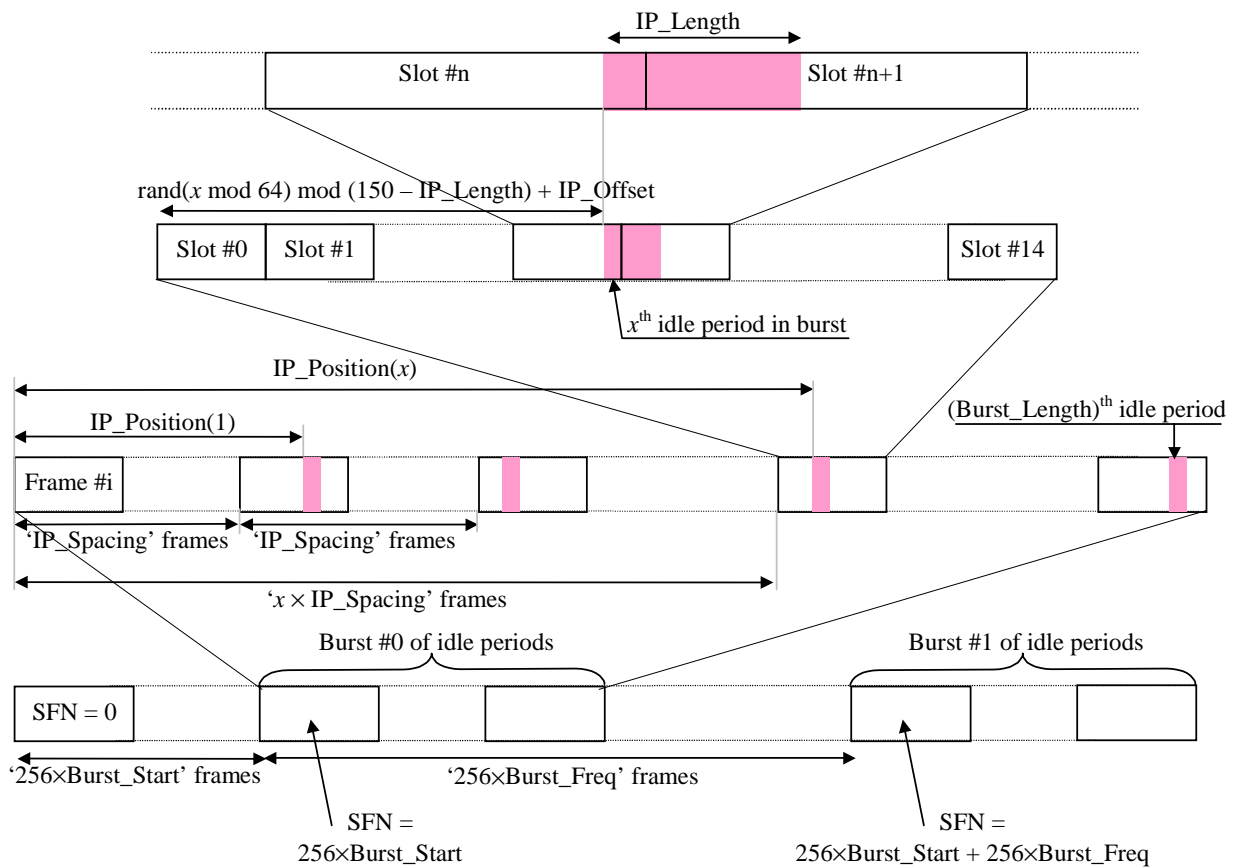 IP_Length
Slot #n
Slot #n+1
rand(x mod 64) mod (150 – IP_Length) + IP_Offset
Slot #0
Slot #1
Slot #14
xth idle period in burst
IP_Position(x)
IP_Position(1)
(Burst_Length)th idle period
Frame #i
‘IP_Spacing’ frames
‘IP_Spacing’ frames
‘x × IP_Spacing’ frames
Burst #0 of idle periods
Burst #1 of idle periods
SFN = 0
‘256×Burst_Start’ frames
‘256×Burst_Freq’ frames
SFN =
256×Burst_Start
SFN =
256×Burst_Start + 256×Burst_Freq